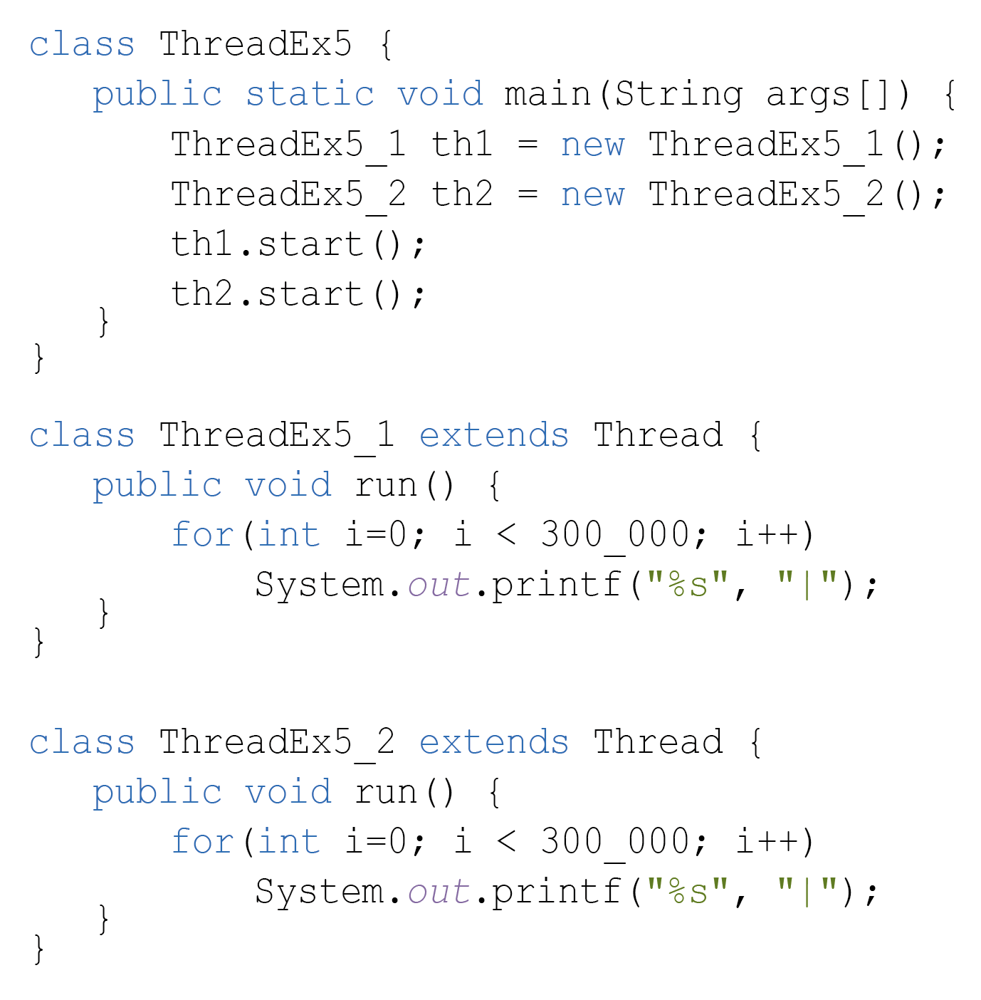 class ThreadEx5 {
public static void main(String args[]) {
ThreadEx5_1 th1 = new ThreadEx5_1();
ThreadEx5_2 th2 = new ThreadEx5_2();
th1.start();
th2.start();
}
}
class ThreadEx5_1 extends Thread {
public void run() {
for(int i=0; i < 300_000; i++)
System.out.printf("%s", "|");
}
}
class ThreadEx5_2 extends Thread {
public void run() {
for(int i=0; i < 300_000; i++)
System.out.printf("%s", "|");
}
}